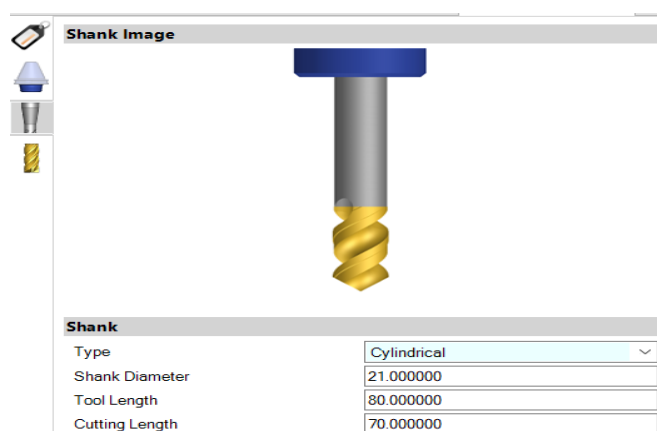 Shank Image
Shank
Type Cylindrical
Shank Diameter 21.000000
Tool Length 80.000000
Cutting Length 70.000000